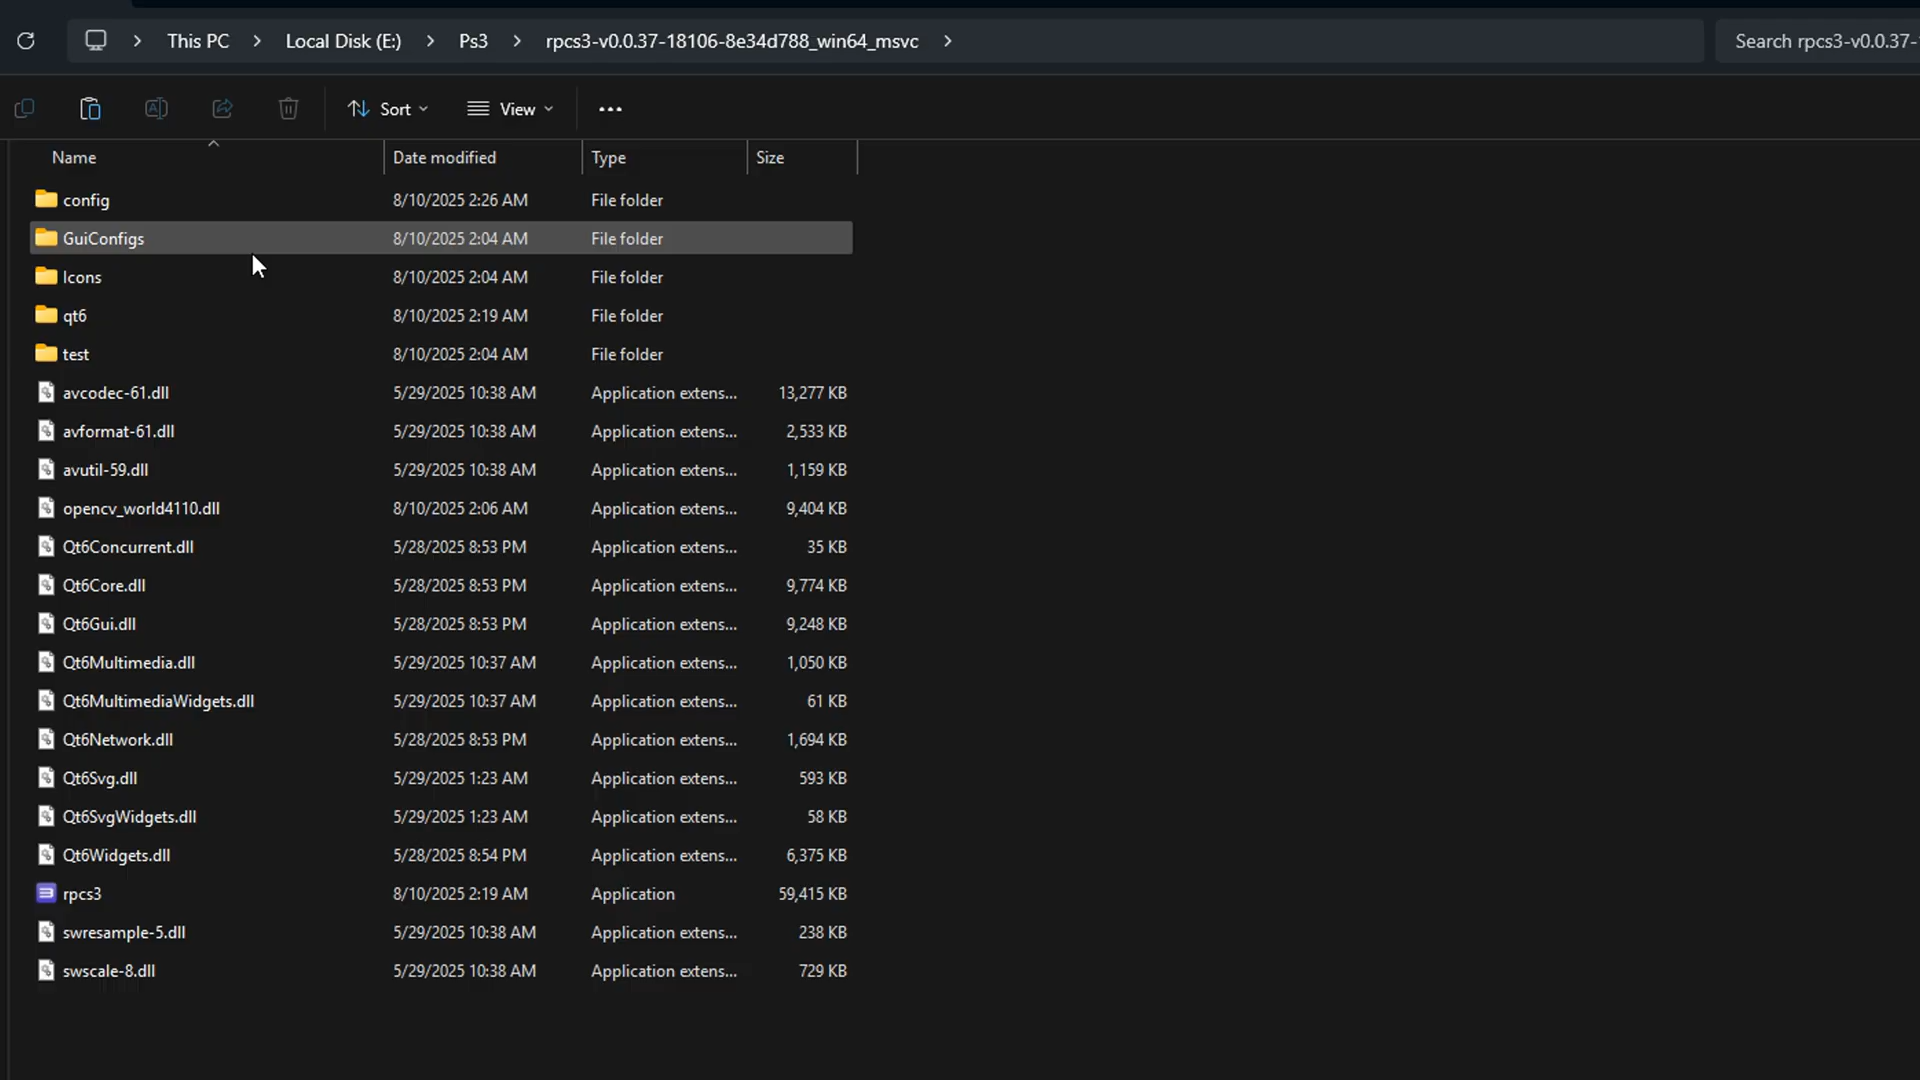 This PC > Local Disk (E:) > Ps3 > rpcs3-v0.0.37-18106-8e34d788_win64_msvc >
Search rpcs3-v0.0.37-
Sort View
Name Date modified Type Size
config 8/10/2025 2:26 AM File folder
GuiConfigs 8/10/2025 2:04 AM File folder
Icons 8/10/2025 2:04 AM File folder
qt6 8/10/2025 2:19 AM File folder
test 8/10/2025 2:04 AM File folder
avcodec-61.dll 5/29/2025 10:38 AM Application extens... 13,277 KB
avformat-61.dll 5/29/2025 10:38 AM Application extens... 2,533 KB
avutil-59.dll 5/29/2025 10:38 AM Application extens... 1,159 KB
opencv_world4110.dll 8/10/2025 2:06 AM Application extens... 9,404 KB
Qt6Concurrent.dll 5/28/2025 8:53 PM Application extens... 35 KB
Qt6Core.dll 5/28/2025 8:53 PM Application extens... 9,774 KB
Qt6Gui.dll 5/28/2025 8:53 PM Application extens... 9,248 KB
Qt6Multimedia.dll 5/29/2025 10:37 AM Application extens... 1,050 KB
Qt6MultimediaWidgets.dll 5/29/2025 10:37 AM Application extens... 61 KB
Qt6Network.dll 5/28/2025 8:53 PM Application extens... 1,694 KB
Qt6Svg.dll 5/29/2025 1:23 AM Application extens... 593 KB
Qt6SvgWidgets.dll 5/29/2025 1:23 AM Application extens... 58 KB
Qt6Widgets.dll 5/28/2025 8:54 PM Application extens... 6,375 KB
rpcs3 8/10/2025 2:19 AM Application 59,415 KB
swresample-5.dll 5/29/2025 10:38 AM Application extens... 238 KB
swscale-8.dll 5/29/2025 10:38 AM Application extens... 729 KB